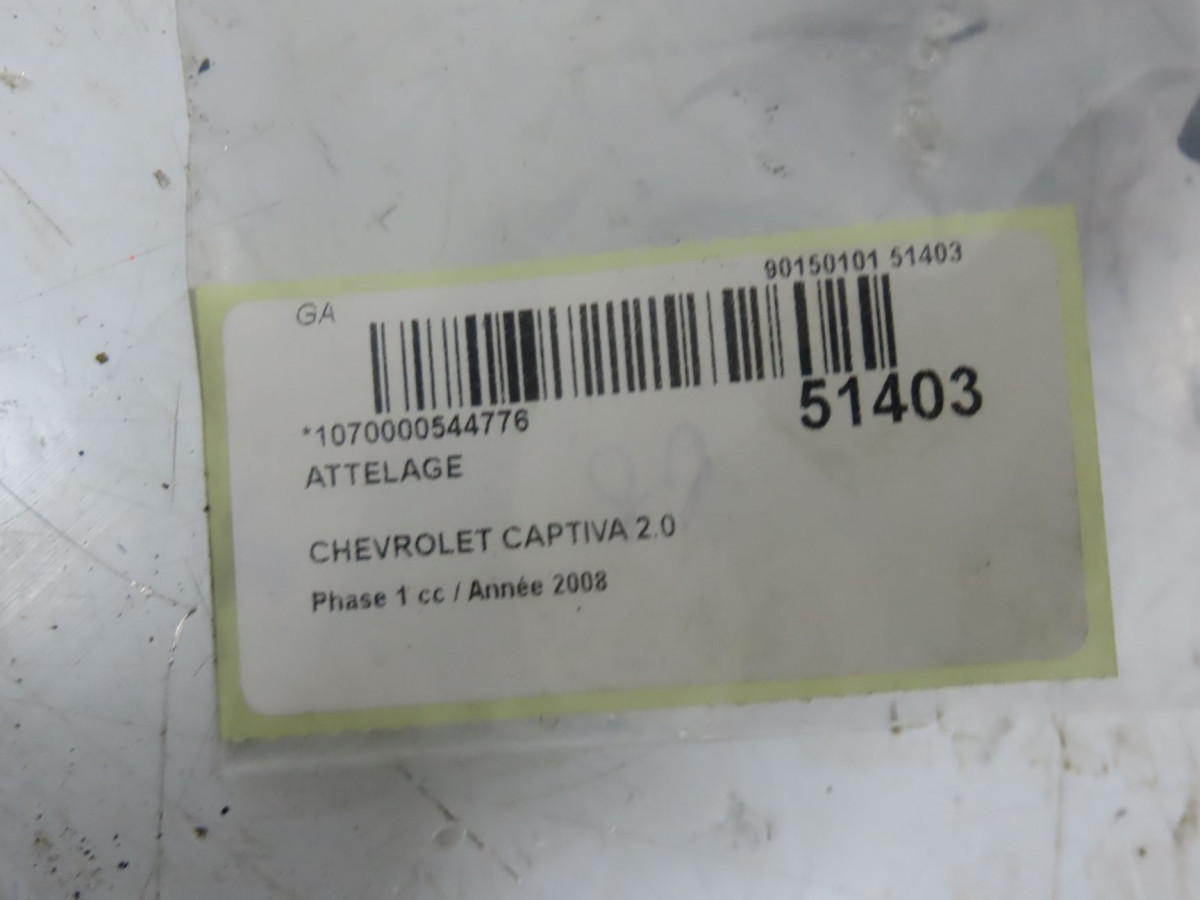 90150101 51403
GA
51403
*1070000544776
ATTELAGE
CHEVROLET CAPTIVA 2.0
Phase 1 cc / Année 2008